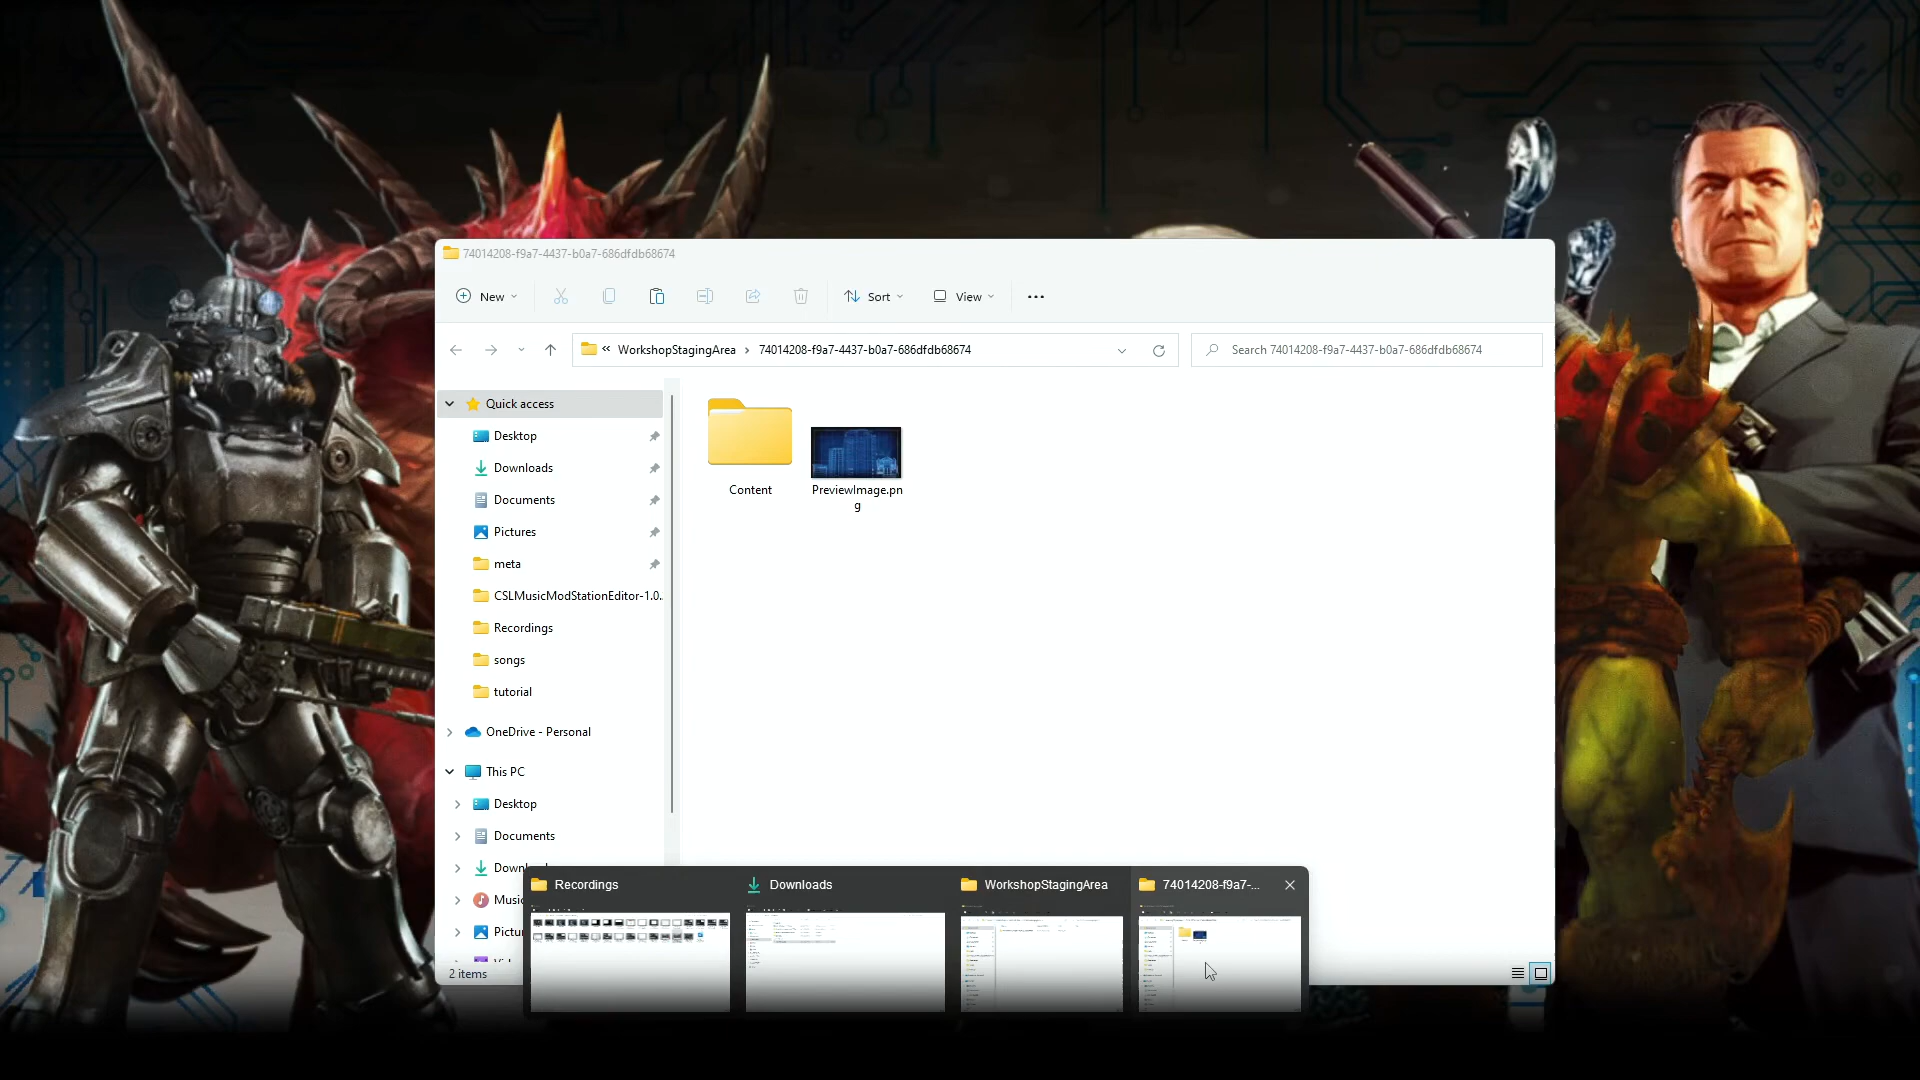 74014208-f9a7-4437-b0a7-686dfdb68674
New
Sort
View
« WorkshopStagingArea > 74014208-f9a7-4437-b0a7-686dfdb68674
Search 74014208-f9a7-4437-b0a7-686dfdb68674
Quick access
Desktop
Downloads
Documents
Pictures
meta
CSLMusicModStationEditor-1.0.
Recordings
songs
tutorial
OneDrive - Personal
This PC
Desktop
Documents
Content
PreviewImage.pn
g
Recordings
Downloads
WorkshopStagingArea
74014208-f9a7-...
2 items